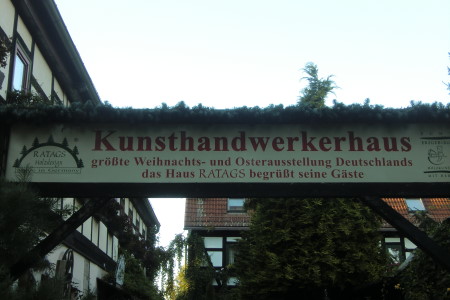 Kunsthandwerkerhaus
größte Weihnachts- und Osterausstellung Deutschlands
das Haus RATAGS begrüßt seine Gäste
RATAGS